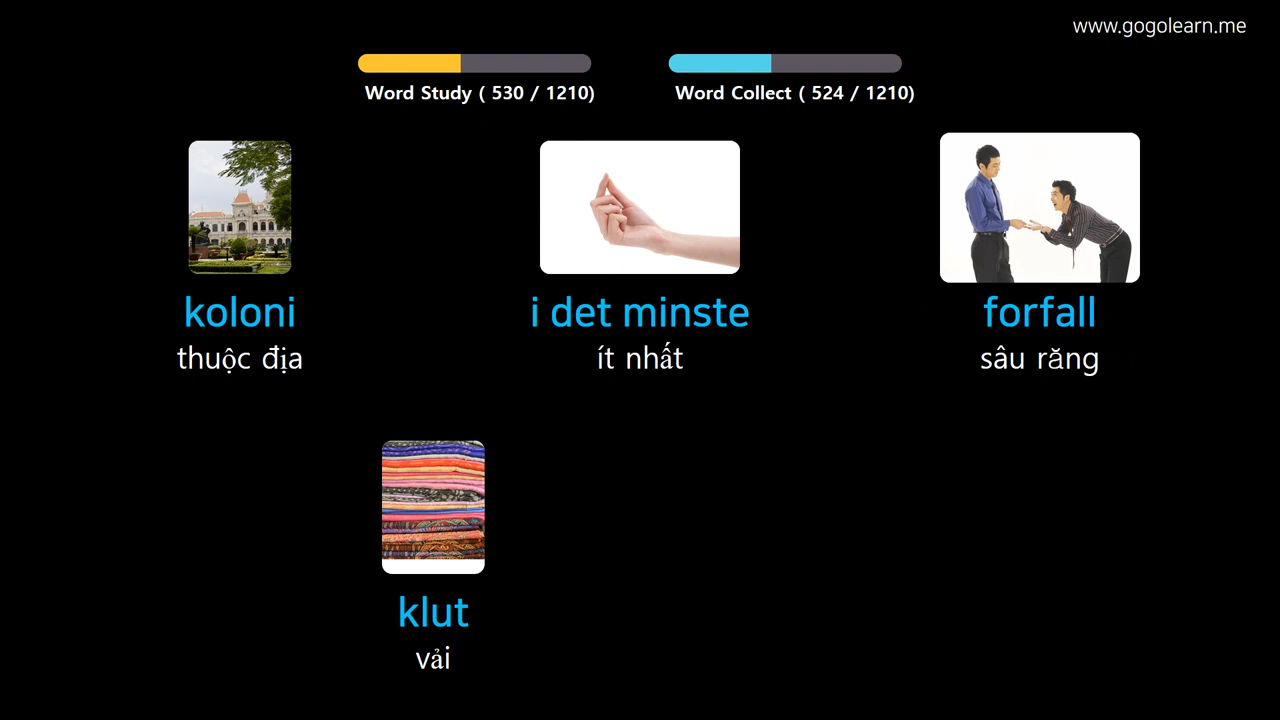 www.gogolearn.me
Word Study ( 530 / 1210)
Word Collect ( 524 / 1210)
koloni
thuộc địa
i det minste
ít nhất
forfall
sâu răng
klut
vải